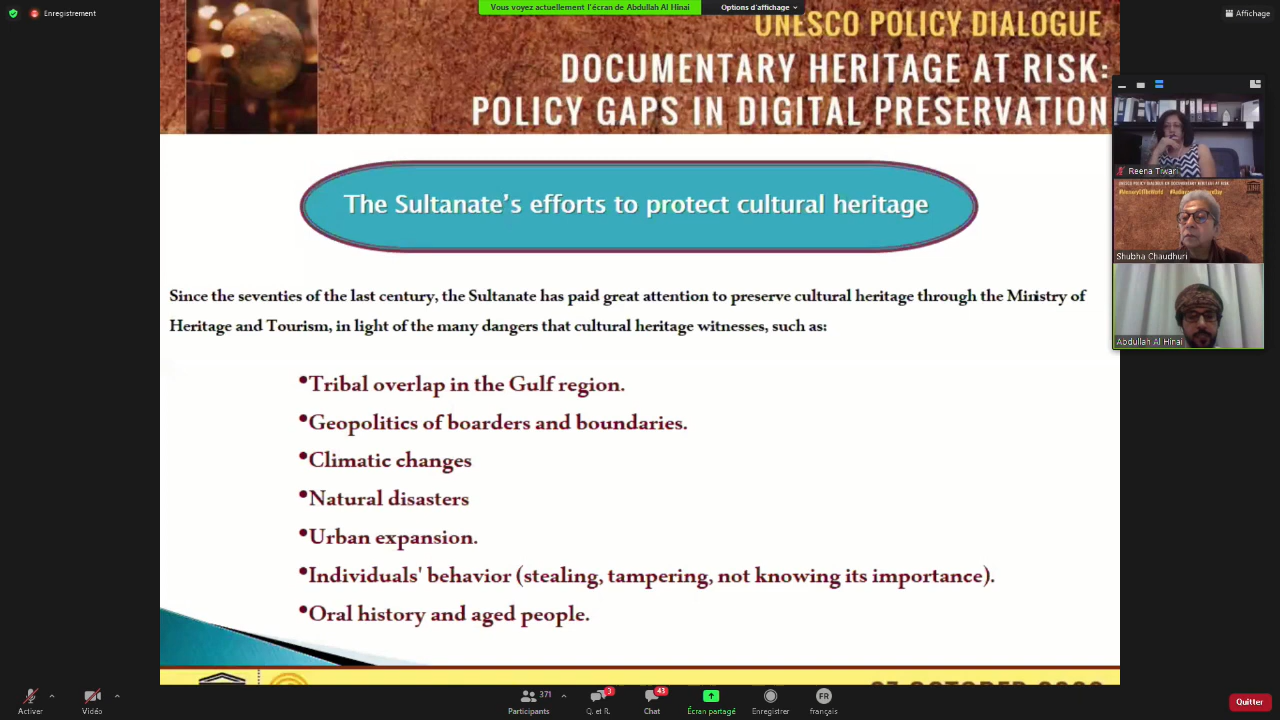 Enregistrement
Vous voyez actuellement l'écran de Abdullah Al Hinai
Options d'affichage
Affichage
UNESCO POLICY DIALOGUE
DOCUMENTARY HERITAGE AT RISK:
POLICY GAPS IN DIGITAL PRESERVATION
The Sultanate's efforts to protect cultural heritage
Since the seventies of the last century, the Sultanate has paid great attention to preserve cultural heritage through the Ministry of
Heritage and Tourism, in light of the many dangers that cultural heritage witnesses, such as:
•Tribal overlap in the Gulf region.
•Geopolitics of boarders and boundaries.
•Climatic changes
•Natural disasters
•Urban expansion.
•Individuals' behavior (stealing, tampering, not knowing its importance).
•Oral history and aged people.
Reena Tiwari
Shubha Chaudhuri
Abdullah Al Hinai
Activer
Vidéo
371
Participants
3
Q. et R.
43
Chat
Écran partagé
Enregistrer
FR
français
Quitter